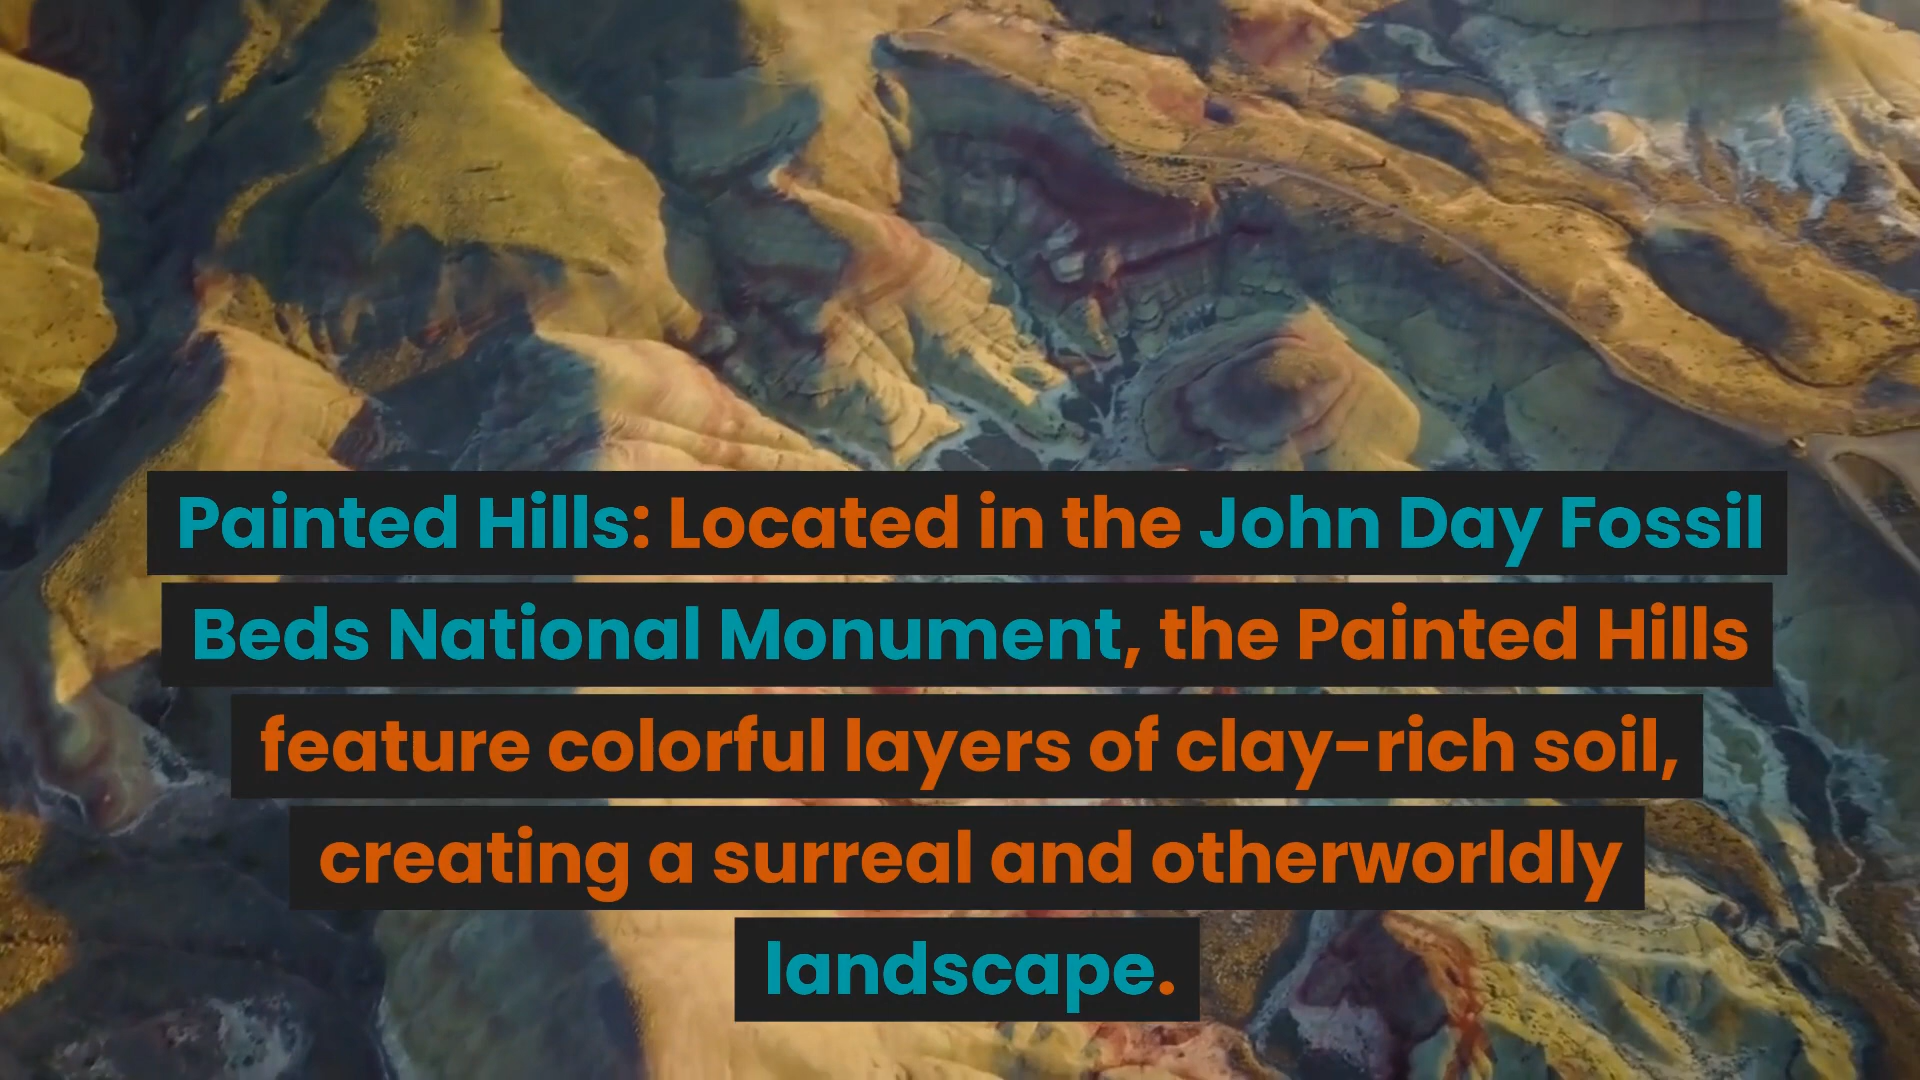 Painted Hills: Located in the John Day Fossil
Beds National Monument, the Painted Hills
feature colorful layers of clay-rich soil,
creating a surreal and otherworldly
landscape.